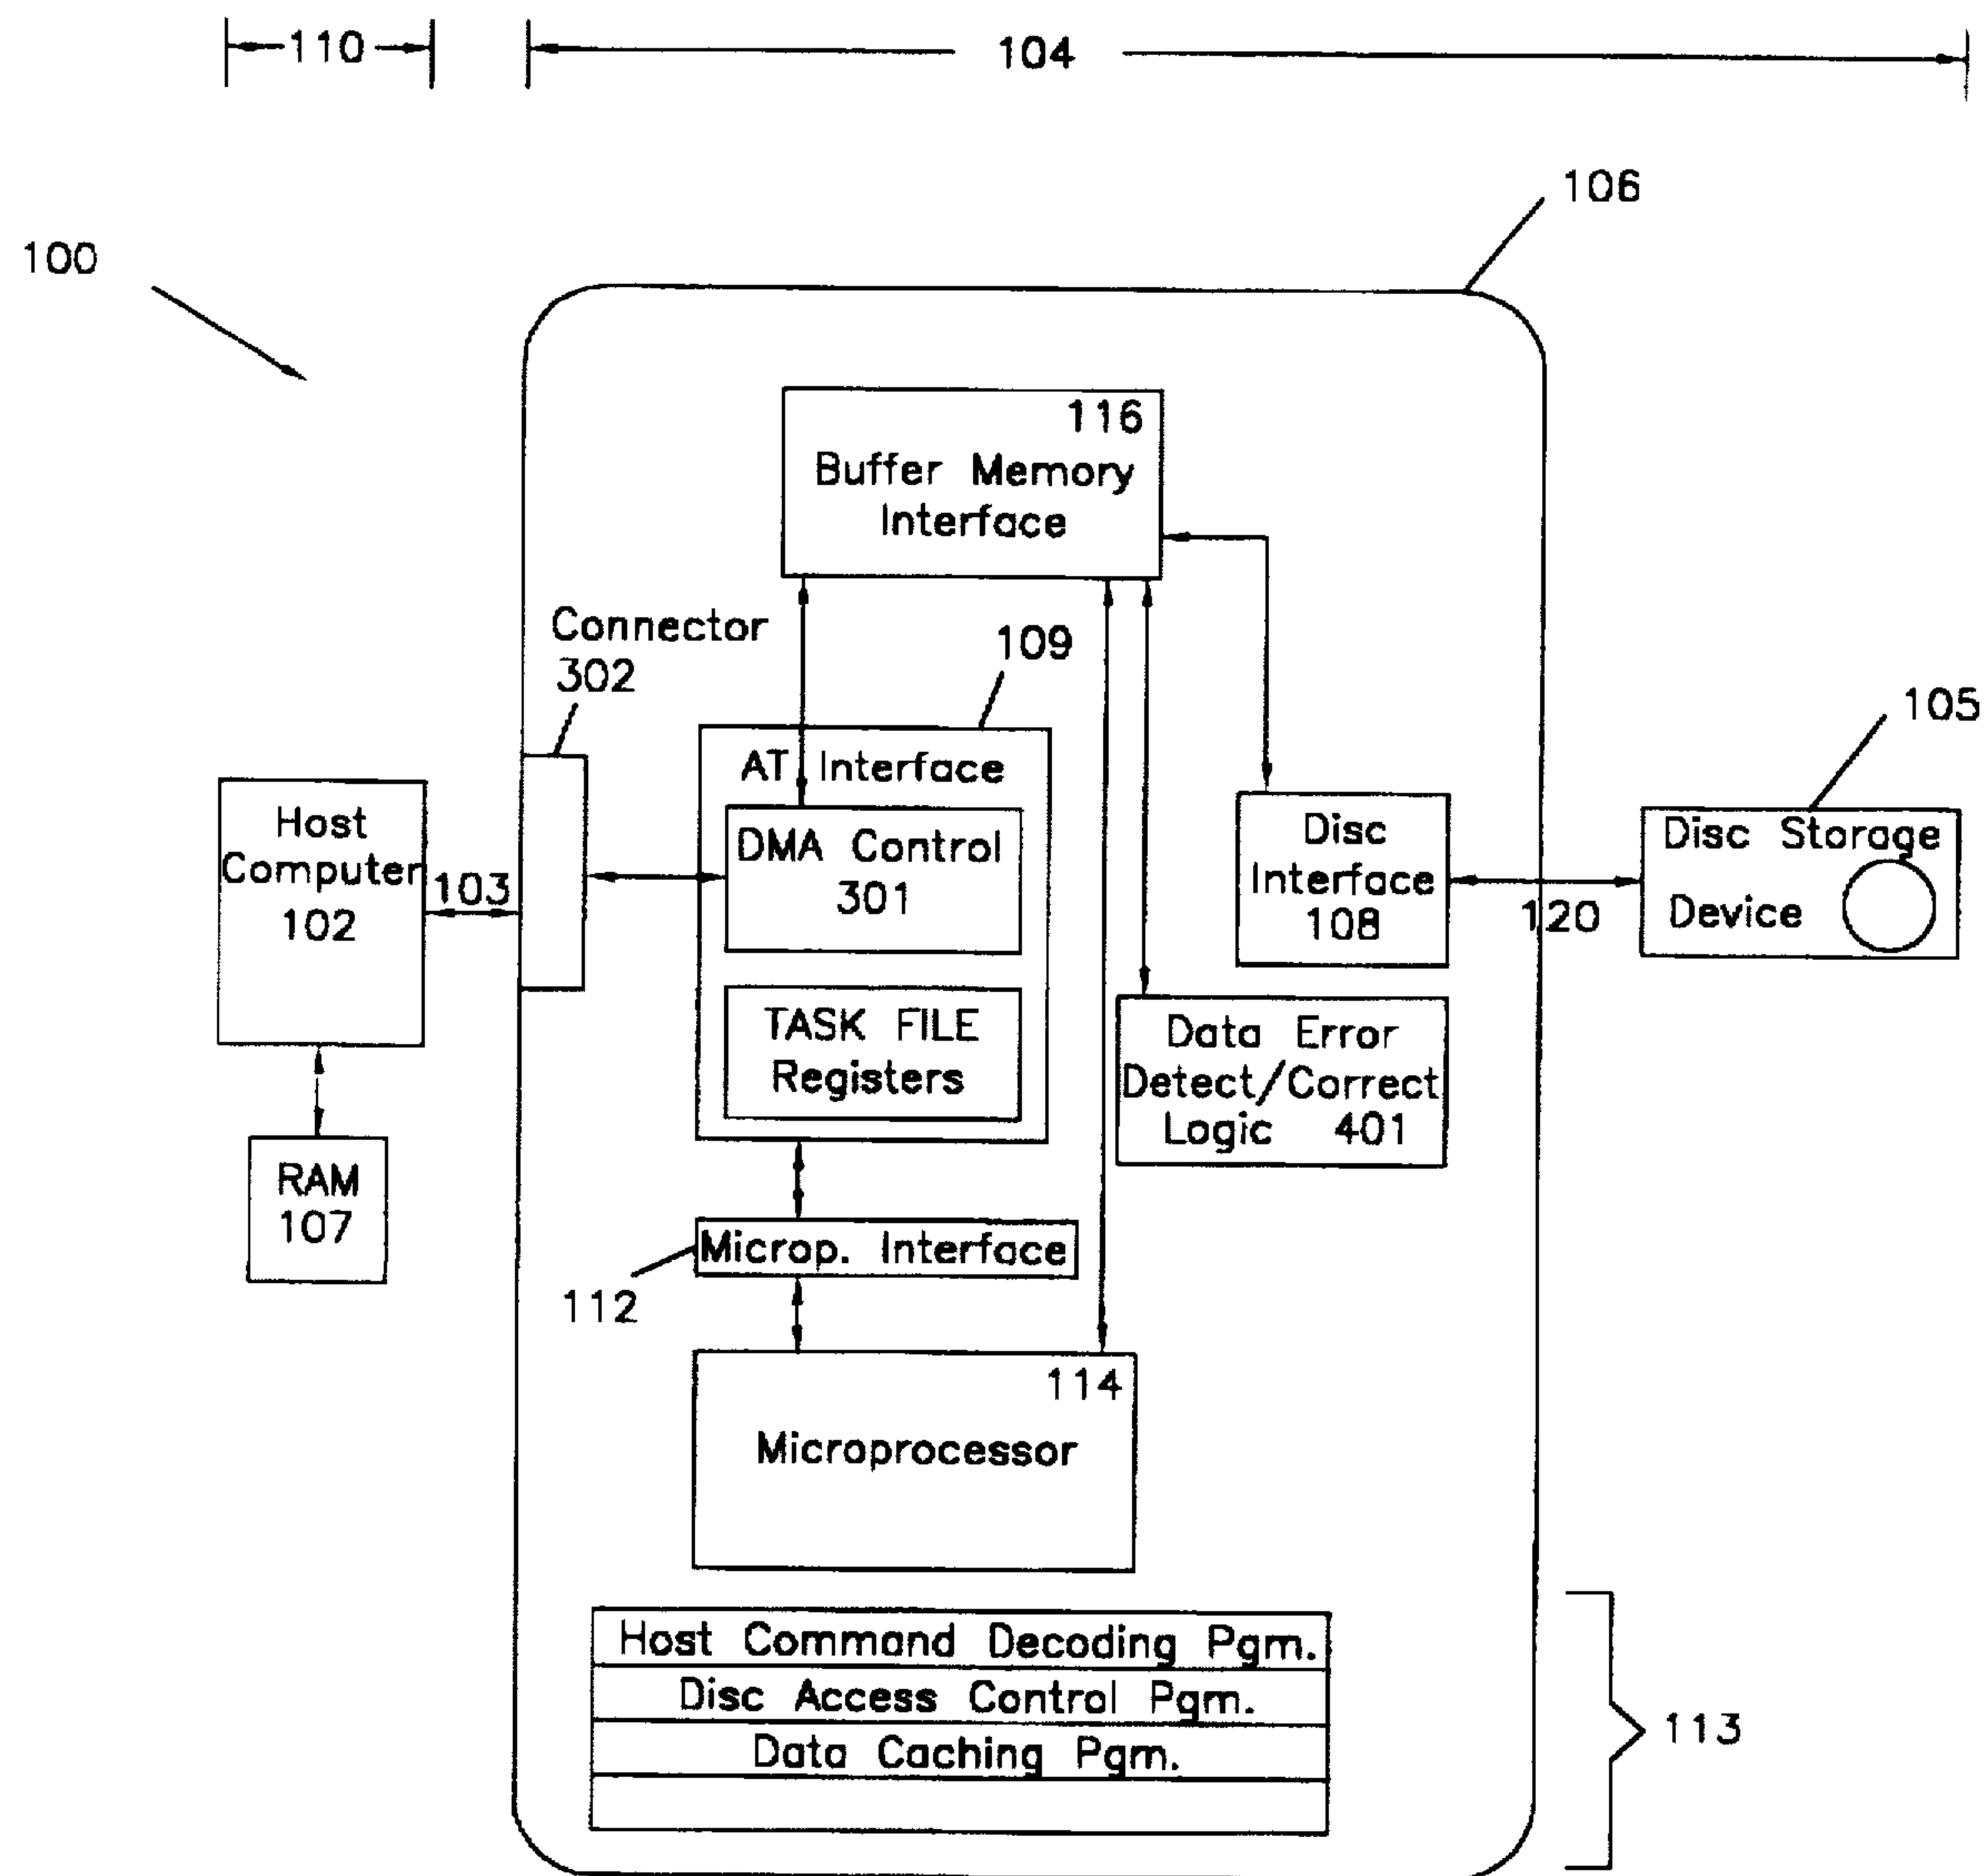 110
104
106
100
116
Buffer Memory
Interface
Connector
302
109
105
AT Interface
Host
Computer
102
103
DMA Control
301
Disc
Interface
108
120
Disc Storage
Device
TASK FILE
Registers
Data Error
Detect/Correct
Logic 401
RAM
107
Microp. Interface
112
114
Microprocessor
Host Command Decoding Pgm.
Disc Access Control Pgm.
Data Caching Pgm.
113